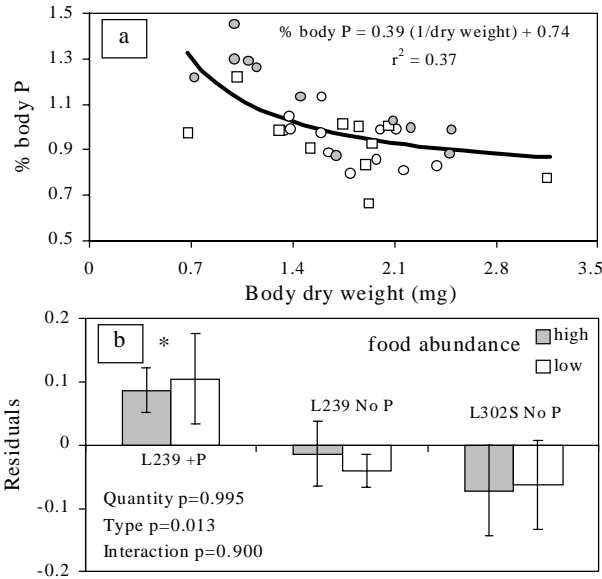 a
% body P = 0.39 (1/dry weight) + 0.74
r² = 0.37
% body P
1.5
1.3
1.1
0.9
0.7
0.5
0 0.7 1.4 2.1 2.8 3.5
Body dry weight (mg)
b
*
food abundance
high
low
Residuals
0.2
0.1
0
-0.1
-0.2
L239 +P
L239 No P
L302S No P
Quantity p=0.995
Type p=0.013
Interaction p=0.900